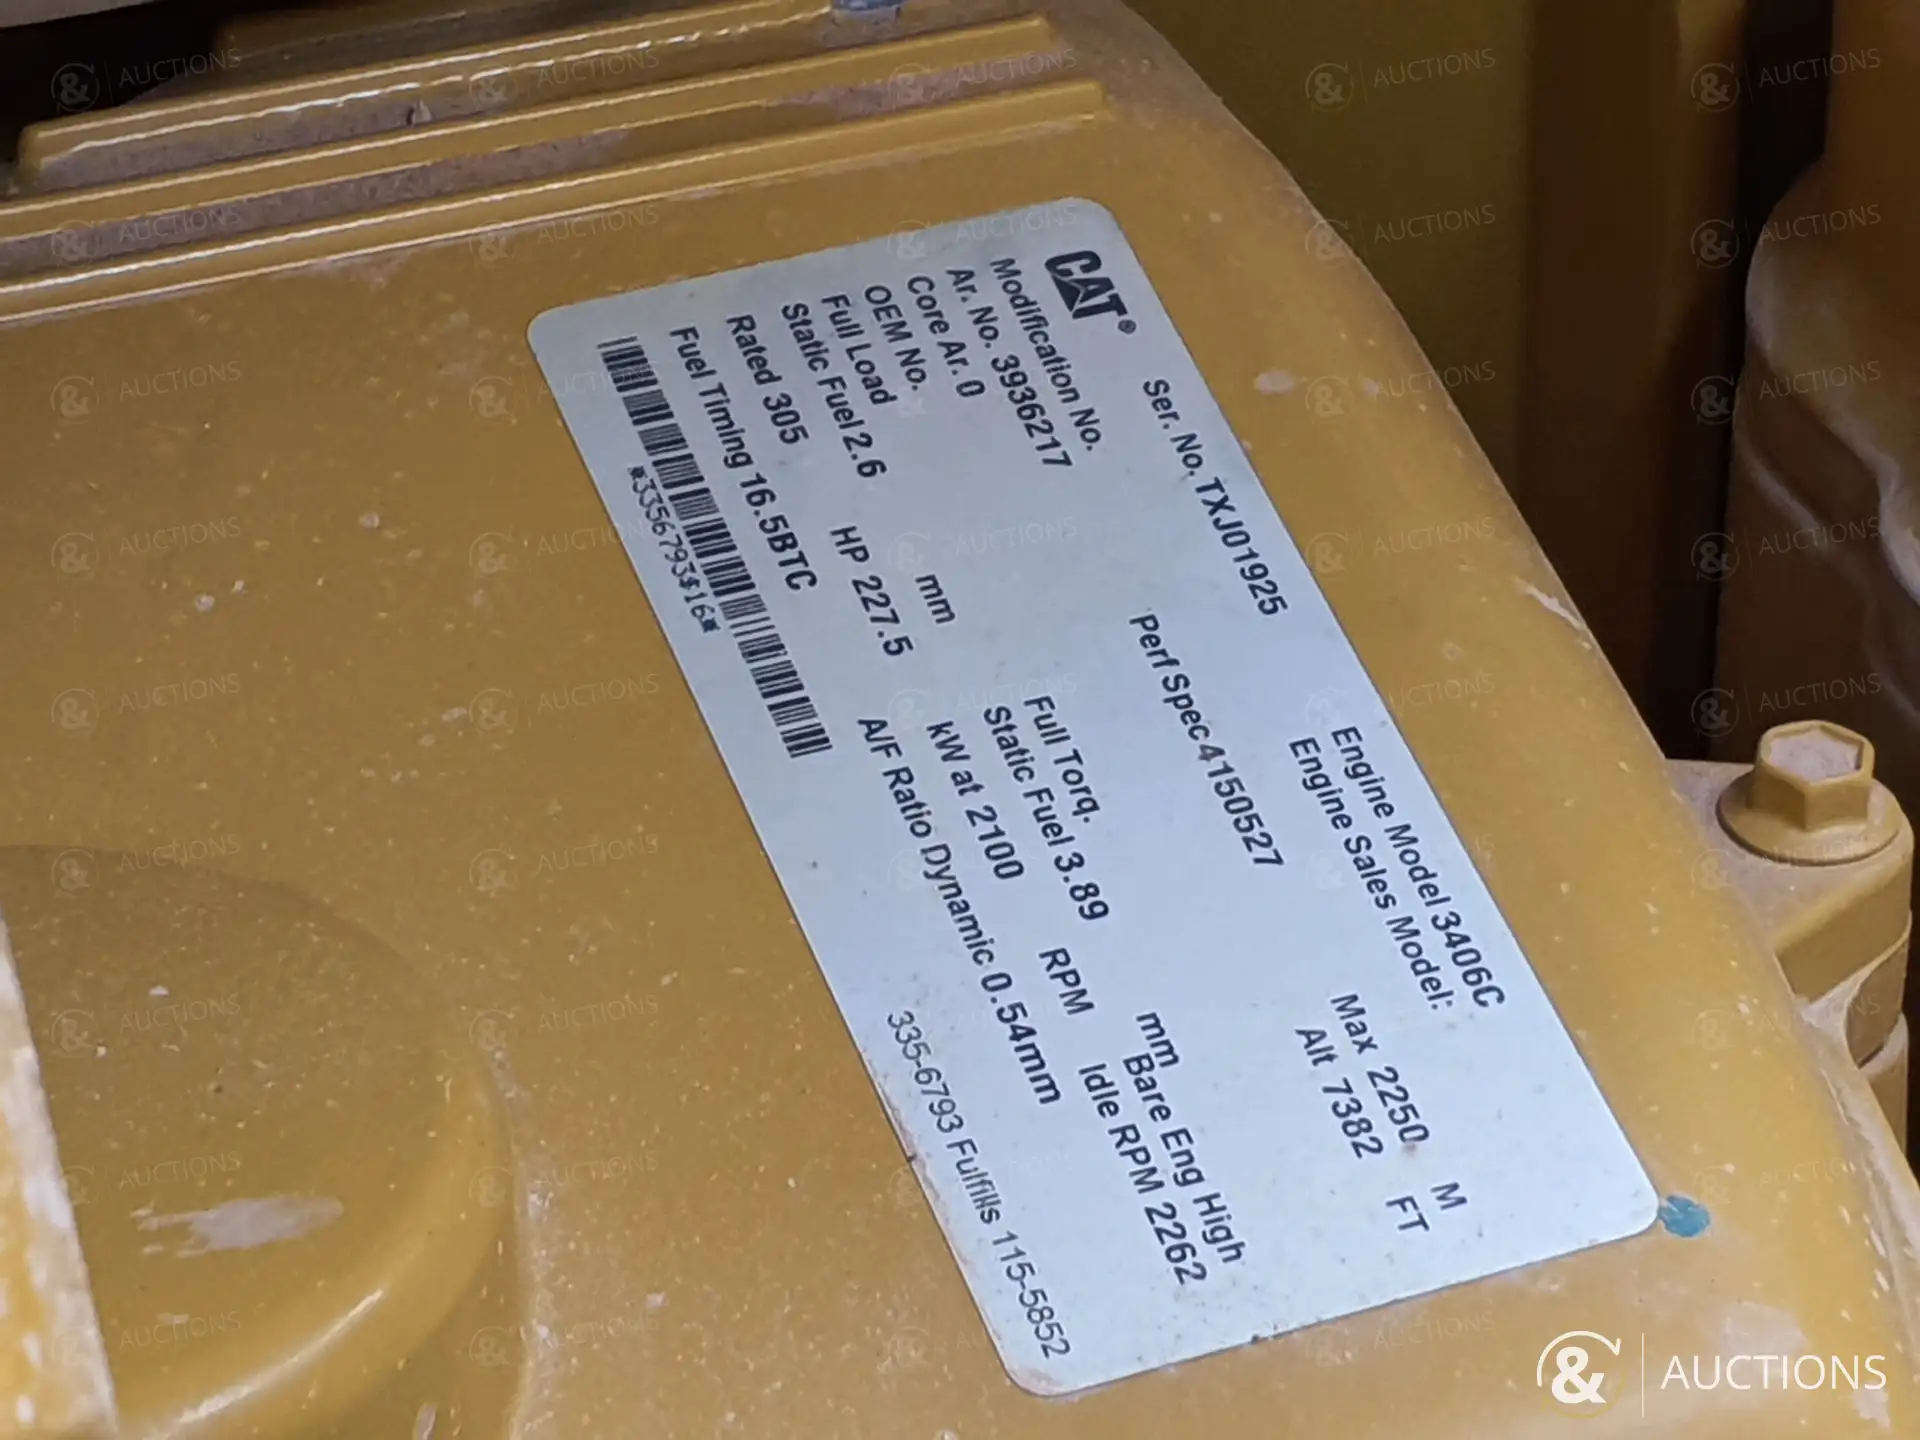 CAT® Ser. No. TXJ01925 Engine Model 3406C Max 2250 M
Engine Sales Model: Alt 7382 FT
Modification No. PerfSpec 4150527
Ar. No. 3936217
Core Ar. 0
OEM No.
Full Load mm Full Torq. mm Bare Eng High
Static Fuel 2.6 Static Fuel 3.89 Idle RPM 2262
Rated 305 HP 227.5 kW at 2100 RPM
Fuel Timing 16.5BTC A/F Ratio Dynamic 0.54mm
*3356793$16*
335-6793 Fulfills 115-5852
& AUCTIONS